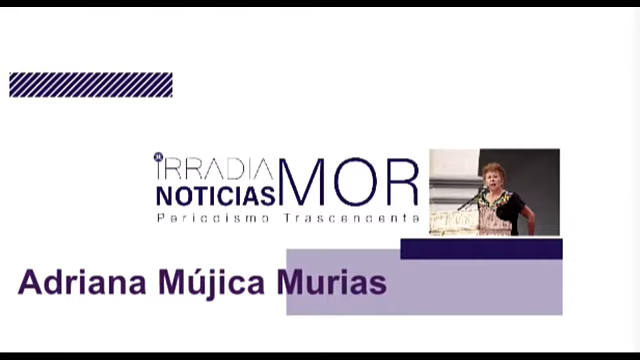 IRRADIA
NOTICIAS
MOR
Periodismo Trascendente
Adriana Mújica Murias